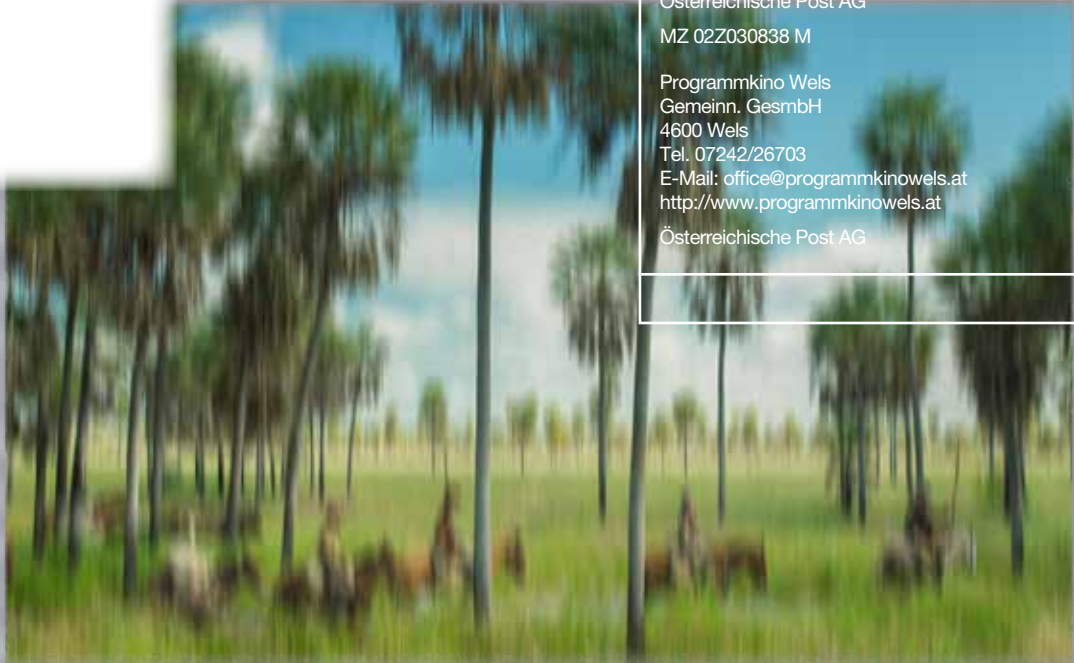 Österreichische Post AG
MZ 02Z030838 M
Programmkino Wels
Gemeinn. GesmbH
4600 Wels
Tel. 07242/26703
E-Mail: office@programmkinowels.at
http://www.programmkinowels.at
Österreichische Post AG